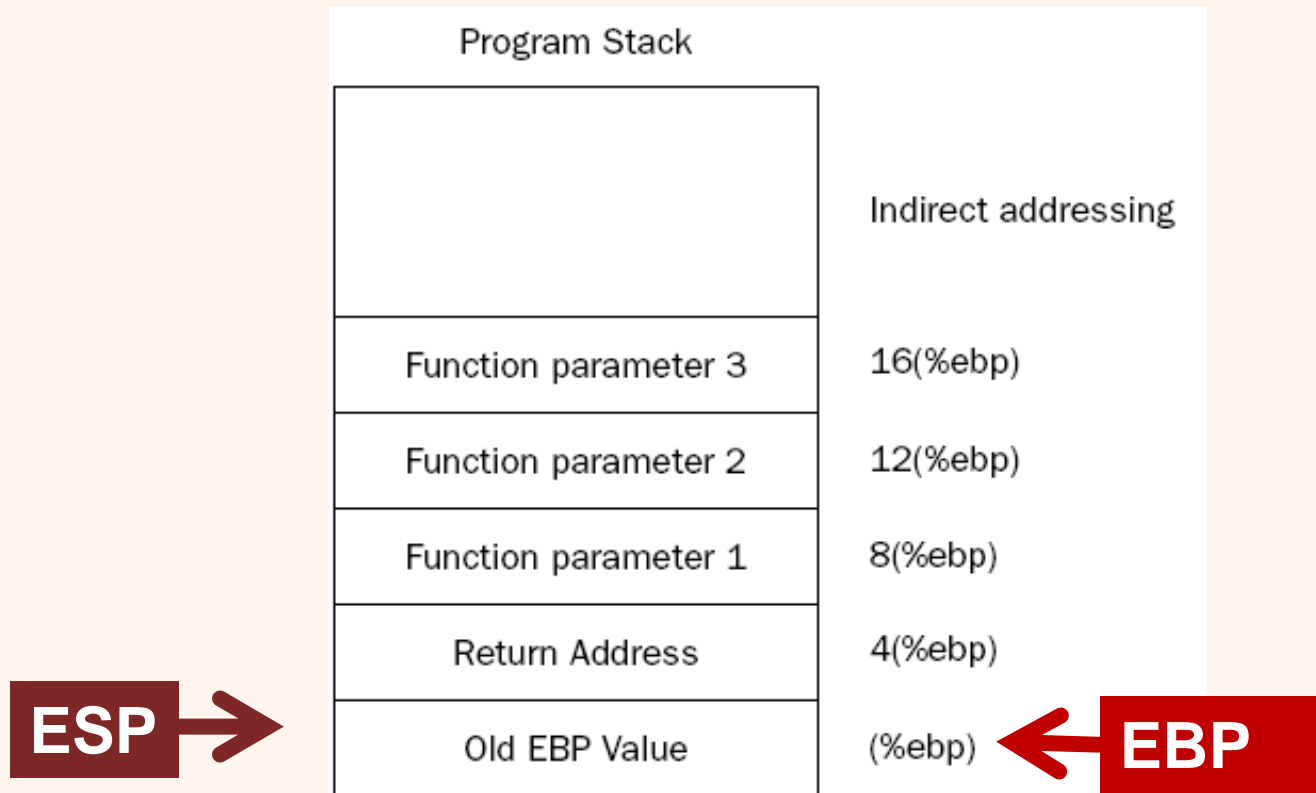 Program Stack
Indirect addressing
Function parameter 3 16(%ebp)
Function parameter 2 12(%ebp)
Function parameter 1 8(%ebp)
Return Address 4(%ebp)
ESP Old EBP Value (%ebp) EBP